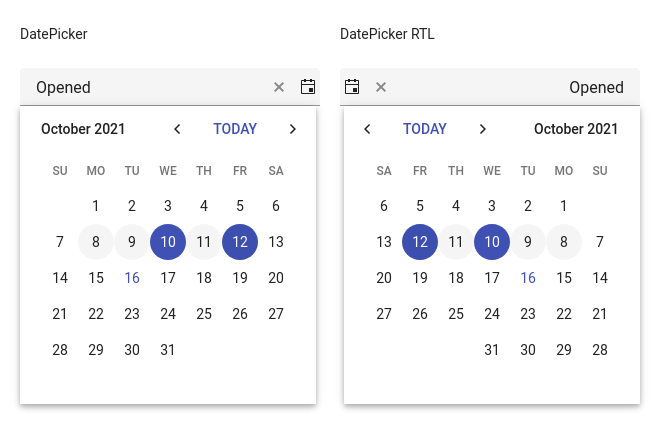 DatePicker
Opened
October 2021 TODAY
SU MO TU WE TH FR SA
1 2 3 4 5 6
7 8 9 10 11 12 13
14 15 16 17 18 19 20
21 22 23 24 25 26 27
28 29 30 31
DatePicker RTL
Opened
TODAY October 2021
SA FR TH WE TU MO SU
6 5 4 3 2 1
13 12 11 10 9 8 7
20 19 18 17 16 15 14
27 26 25 24 23 22 21
31 30 29 28